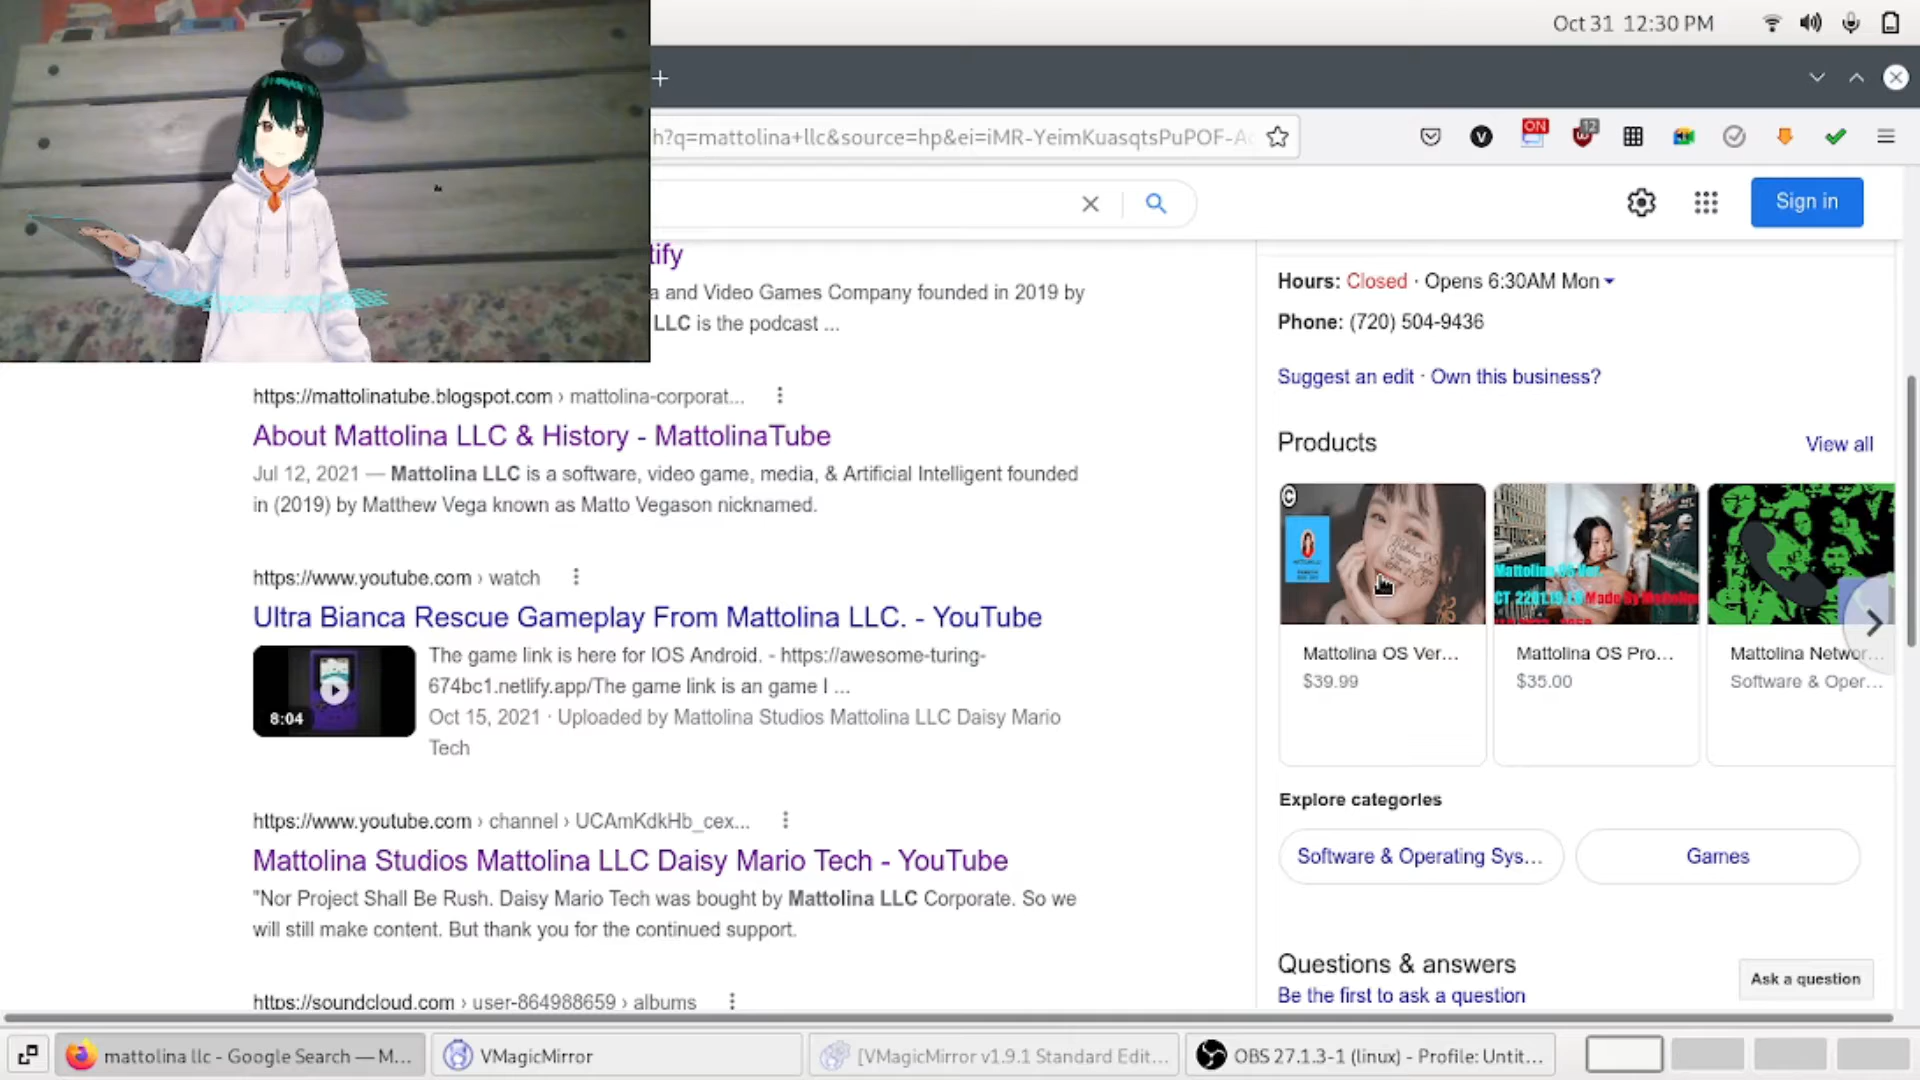 Oct 31 12:30 PM
h?q=mattolina+llc&source=hp&ei=iMR-YeimKuasqtsPuPOF-A
ON
12
Sign in
tify
a and Video Games Company founded in 2019 by
LLC is the podcast ...
https://mattolinatube.blogspot.com › mattolina-corporat...
About Mattolina LLC & History - MattolinaTube
Jul 12, 2021 — Mattolina LLC is a software, video game, media, & Artificial Intelligent founded
in (2019) by Matthew Vega known as Matto Vegason nicknamed.
https://www.youtube.com › watch
Ultra Bianca Rescue Gameplay From Mattolina LLC. - YouTube
8:04
The game link is here for IOS Android. - https://awesome-turing-
674bc1.netlify.app/The game link is an game I ...
Oct 15, 2021 · Uploaded by Mattolina Studios Mattolina LLC Daisy Mario
Tech
https://www.youtube.com › channel › UCAmKdkHb_cex...
Mattolina Studios Mattolina LLC Daisy Mario Tech - YouTube
"Nor Project Shall Be Rush. Daisy Mario Tech was bought by Mattolina LLC Corporate. So we
will still make content. But thank you for the continued support.
https://soundcloud.com › user-864988659 › albums
Hours: Closed · Opens 6:30AM Mon
Phone: (720) 504-9436
Suggest an edit · Own this business?
Products
View all
Mattolina OS Ver.
Mattolina OS Ver...
$39.99
Mattolina OS Pro...
$35.00
Mattolina Networ...
Software & Oper...
Explore categories
Software & Operating Sys...
Games
Questions & answers
Be the first to ask a question
Ask a question
mattolina llc - Google Search — M...
VMagicMirror
[VMagicMirror v1.9.1 Standard Edit...
OBS 27.1.3-1 (linux) - Profile: Untit...